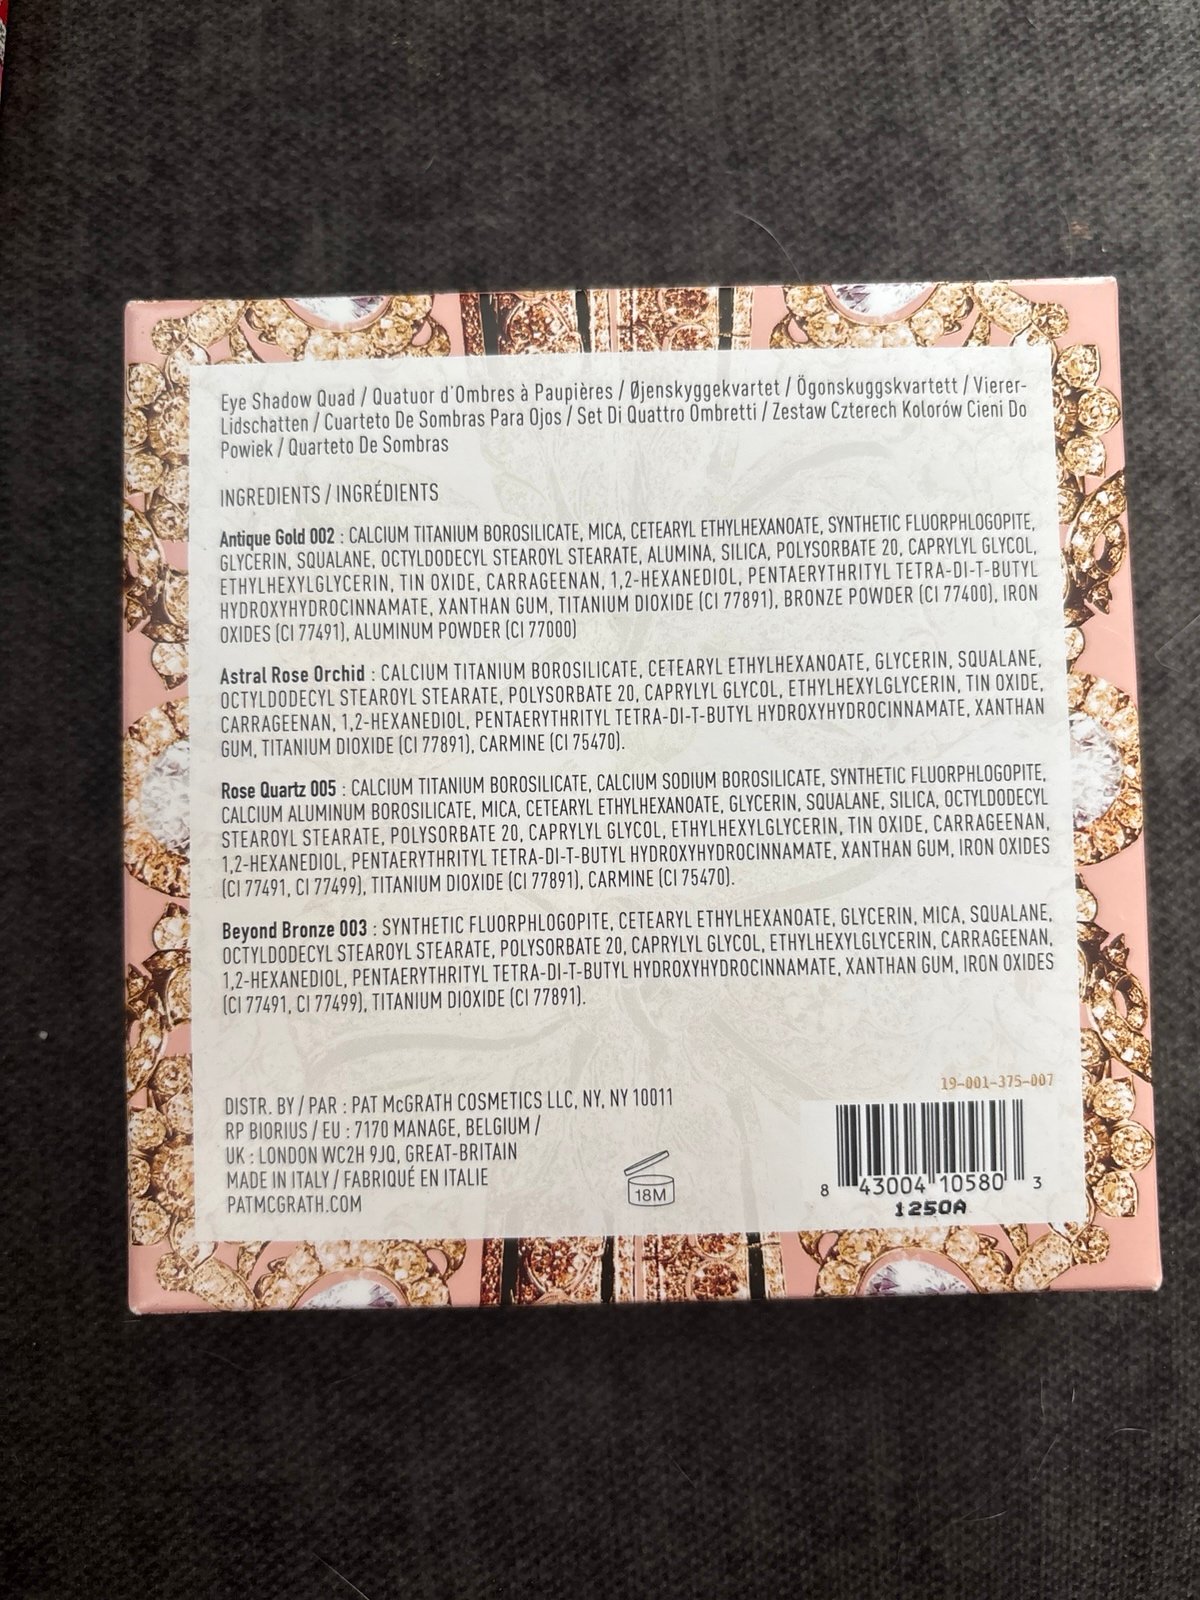 Eye Shadow Quad / Quatuor d'Ombres à Paupières / Øjenskyggekvartet / Ögonskuggskvartett / Vierer-
Lidschatten / Cuarteto De Sombras Para Ojos / Set Di Quattro Ombretti / Zestaw Czterech Kolorów Cieni Do
Powiek / Quarteto De Sombras
INGREDIENTS / INGRÉDIENTS
Antique Gold 002 : CALCIUM TITANIUM BOROSILICATE, MICA, CETEARYL ETHYLHEXANOATE, SYNTHETIC FLUORPHLOGOPITE,
GLYCERIN, SQUALANE, OCTYLDODECYL STEAROYL STEARATE, ALUMINA, SILICA, POLYSORBATE 20, CAPRYLYL GLYCOL,
ETHYLHEXYLGLYCERIN, TIN OXIDE, CARRAGEENAN, 1,2-HEXANEDIOL, PENTAERYTHRITYL TETRA-DI-T-BUTYL
HYDROXYHYDROCINNAMATE, XANTHAN GUM, TITANIUM DIOXIDE (CI 77891), BRONZE POWDER (CI 77400), IRON
OXIDES (CI 77491), ALUMINUM POWDER (CI 77000)
Astral Rose Orchid : CALCIUM TITANIUM BOROSILICATE, CETEARYL ETHYLHEXANOATE, GLYCERIN, SQUALANE,
OCTYLDODECYL STEAROYL STEARATE, POLYSORBATE 20, CAPRYLYL GLYCOL, ETHYLHEXYLGLYCERIN, TIN OXIDE,
CARRAGEENAN, 1,2-HEXANEDIOL, PENTAERYTHRITYL TETRA-DI-T-BUTYL HYDROXYHYDROCINNAMATE, XANTHAN
GUM, TITANIUM DIOXIDE (CI 77891), CARMINE (CI 75470).
Rose Quartz 005 : CALCIUM TITANIUM BOROSILICATE, CALCIUM SODIUM BOROSILICATE, SYNTHETIC FLUORPHLOGOPITE,
CALCIUM ALUMINUM BOROSILICATE, MICA, CETEARYL ETHYLHEXANOATE, GLYCERIN, SQUALANE, SILICA, OCTYLDODECYL
STEAROYL STEARATE, POLYSORBATE 20, CAPRYLYL GLYCOL, ETHYLHEXYLGLYCERIN, TIN OXIDE, CARRAGEENAN,
1,2-HEXANEDIOL, PENTAERYTHRITYL TETRA-DI-T-BUTYL HYDROXYHYDROCINNAMATE, XANTHAN GUM, IRON OXIDES
(CI 77491, CI 77499), TITANIUM DIOXIDE (CI 77891), CARMINE (CI 75470).
Beyond Bronze 003 : SYNTHETIC FLUORPHLOGOPITE, CETEARYL ETHYLHEXANOATE, GLYCERIN, MICA, SQUALANE,
OCTYLDODECYL STEAROYL STEARATE, POLYSORBATE 20, CAPRYLYL GLYCOL, ETHYLHEXYLGLYCERIN, CARRAGEENAN,
1,2-HEXANEDIOL, PENTAERYTHRITYL TETRA-DI-T-BUTYL HYDROXYHYDROCINNAMATE, XANTHAN GUM, IRON OXIDES
(CI 77491, CI 77499), TITANIUM DIOXIDE (CI 77891).
DISTR. BY / PAR : PAT McGRATH COSMETICS LLC, NY, NY 10011
RP BIORIUS / EU : 7170 MANAGE, BELGIUM /
UK : LONDON WC2H 9JQ, GREAT-BRITAIN
MADE IN ITALY / FABRIQUÉ EN ITALIE
PATMCGRATH.COM
18M
19-001-375-007
8 43004 10580 3
1250A